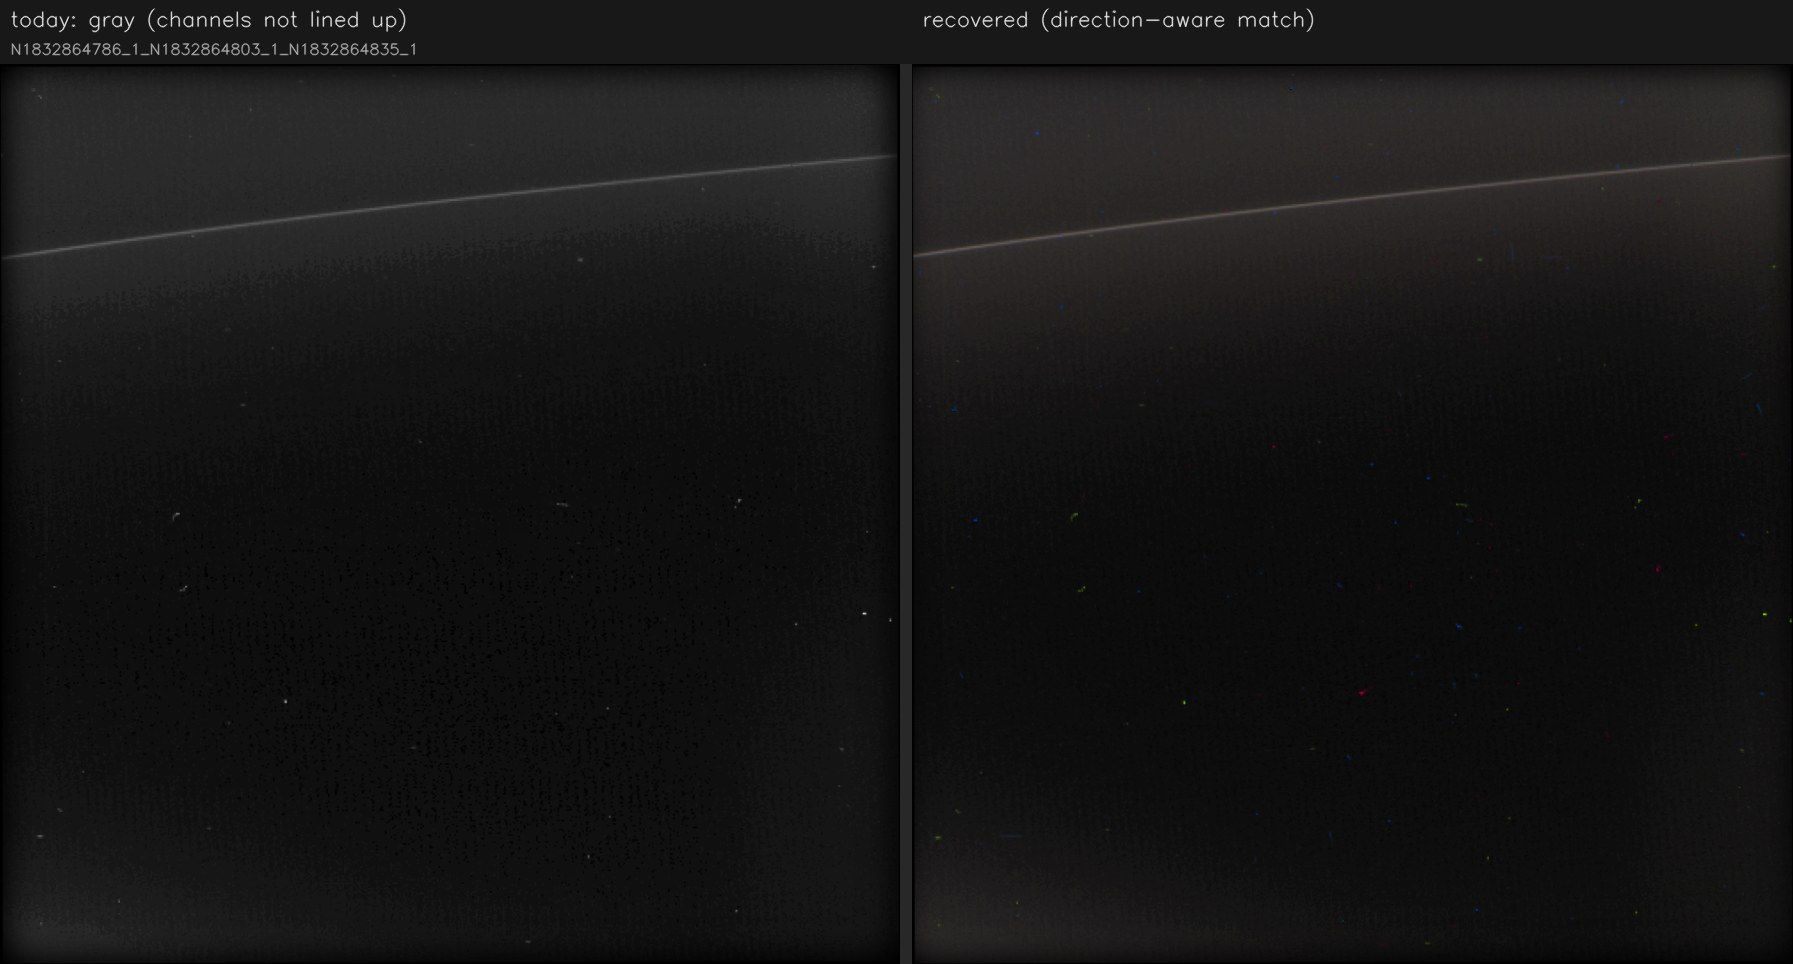 today: gray (channels not lined up)
N1832864786_1_N1832864803_1_N1832864835_1
recovered (direction-aware match)